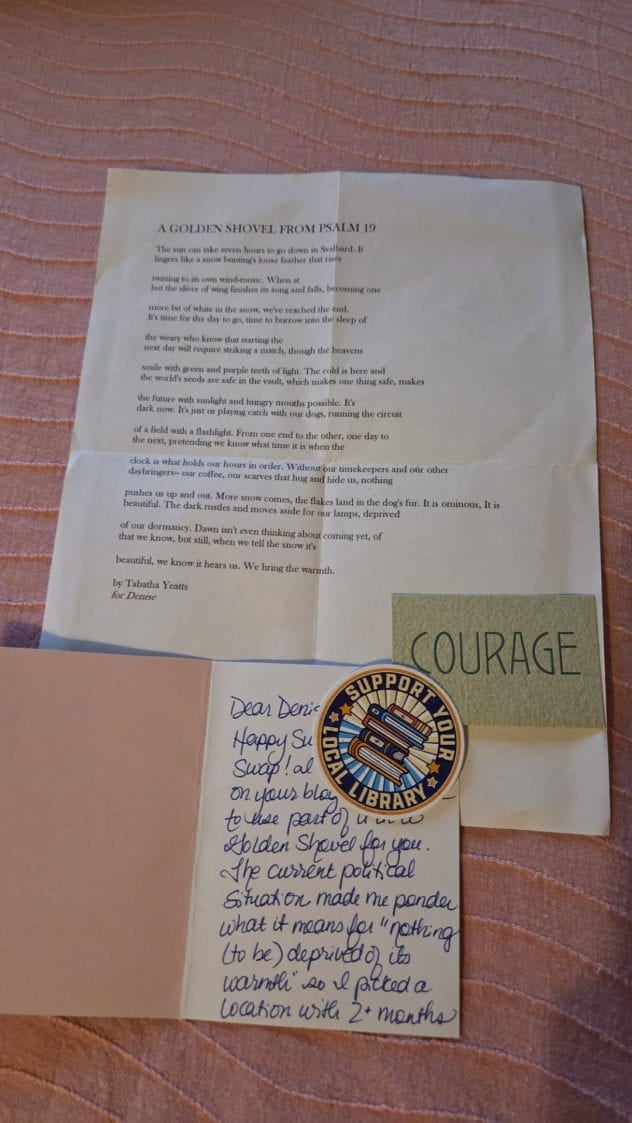 A GOLDEN SHOVEL FROM PSALM 19
The sun can take seven hours to go down in Svalbard. It
lingers like a snow bunting's loose feather that rises
twisting to its own wind-music. When at
last the sliver of wing finishes its song and falls, becoming one
more bit of white in the snow, we've reached the end.
It's time for the day to go, time to burrow into the sleep of
the weary who know that starting the
next day will require striking a match, though the heavens
smile with green and purple teeth of light. The cold is here and
the world's seeds are safe in the vault, which makes one thing safe, makes
the future with sunlight and hungry mouths possible. It's
dark now. It's just us playing catch with our dogs, running the circuit
of a field with a flashlight. From one end to the other, one day to
the next, pretending we know what time it is when the
clock is what holds our hours in order. Without our timekeepers and our other
daybringers-- our coffee, our scarves that hug and hide us, nothing
pushes us up and out. More snow comes, the flakes land in the dog's fur. It is ominous, It is
beautiful. The dark rustles and moves aside for our lamps, deprived
of our dormancy. Dawn isn't even thinking about coming yet, of
that we know, but still, when we tell the snow it's
beautiful, we know it hears us. We bring the warmth.
by Tabatha Yeatts
for Denise
COURAGE
SUPPORT YOUR
LOCAL LIBRARY
Dear
Happy
Swap!
on your
to use part of
Golden Shovel for you.
The current political
situation made me ponder
what it means for "nothing
(to be) deprived of its
warmth" so I picked a
location with 2+ months